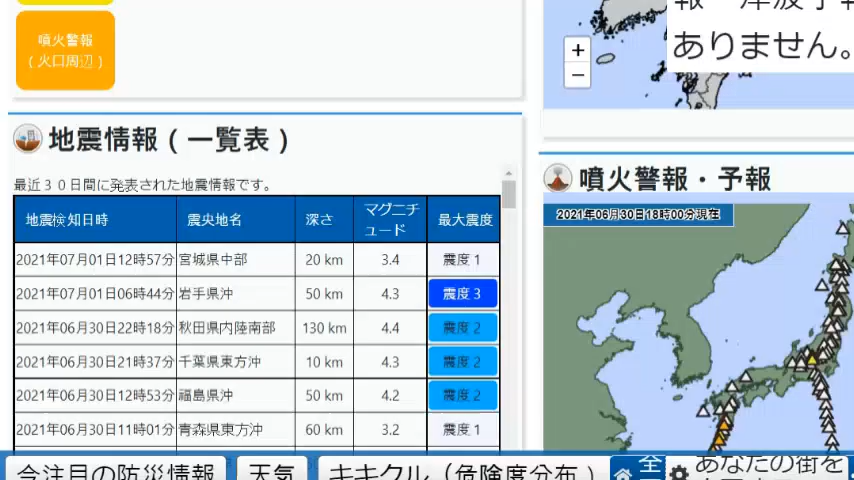 噴火警報
（火口周辺）
ありません。
地震情報（一覧表）
最近３０日間に発表された地震情報です。
地震検知日時 震央地名 深さ マグニチュード 最大震度
2021年07月01日12時57分 宮城県中部 20 km 3.4 震度１
2021年07月01日06時44分 岩手県沖 50 km 4.3 震度３
2021年06月30日22時18分 秋田県内陸南部 130 km 4.4 震度２
2021年06月30日21時37分 千葉県東方沖 10 km 4.3 震度２
2021年06月30日12時53分 福島県沖 50 km 4.2 震度２
2021年06月30日11時01分 青森県東方沖 60 km 3.2 震度１
噴火警報・予報
2021年06月30日18時00分現在
今注目の防災情報 天気 キキクル（危険度分布） 全 あなたの街を